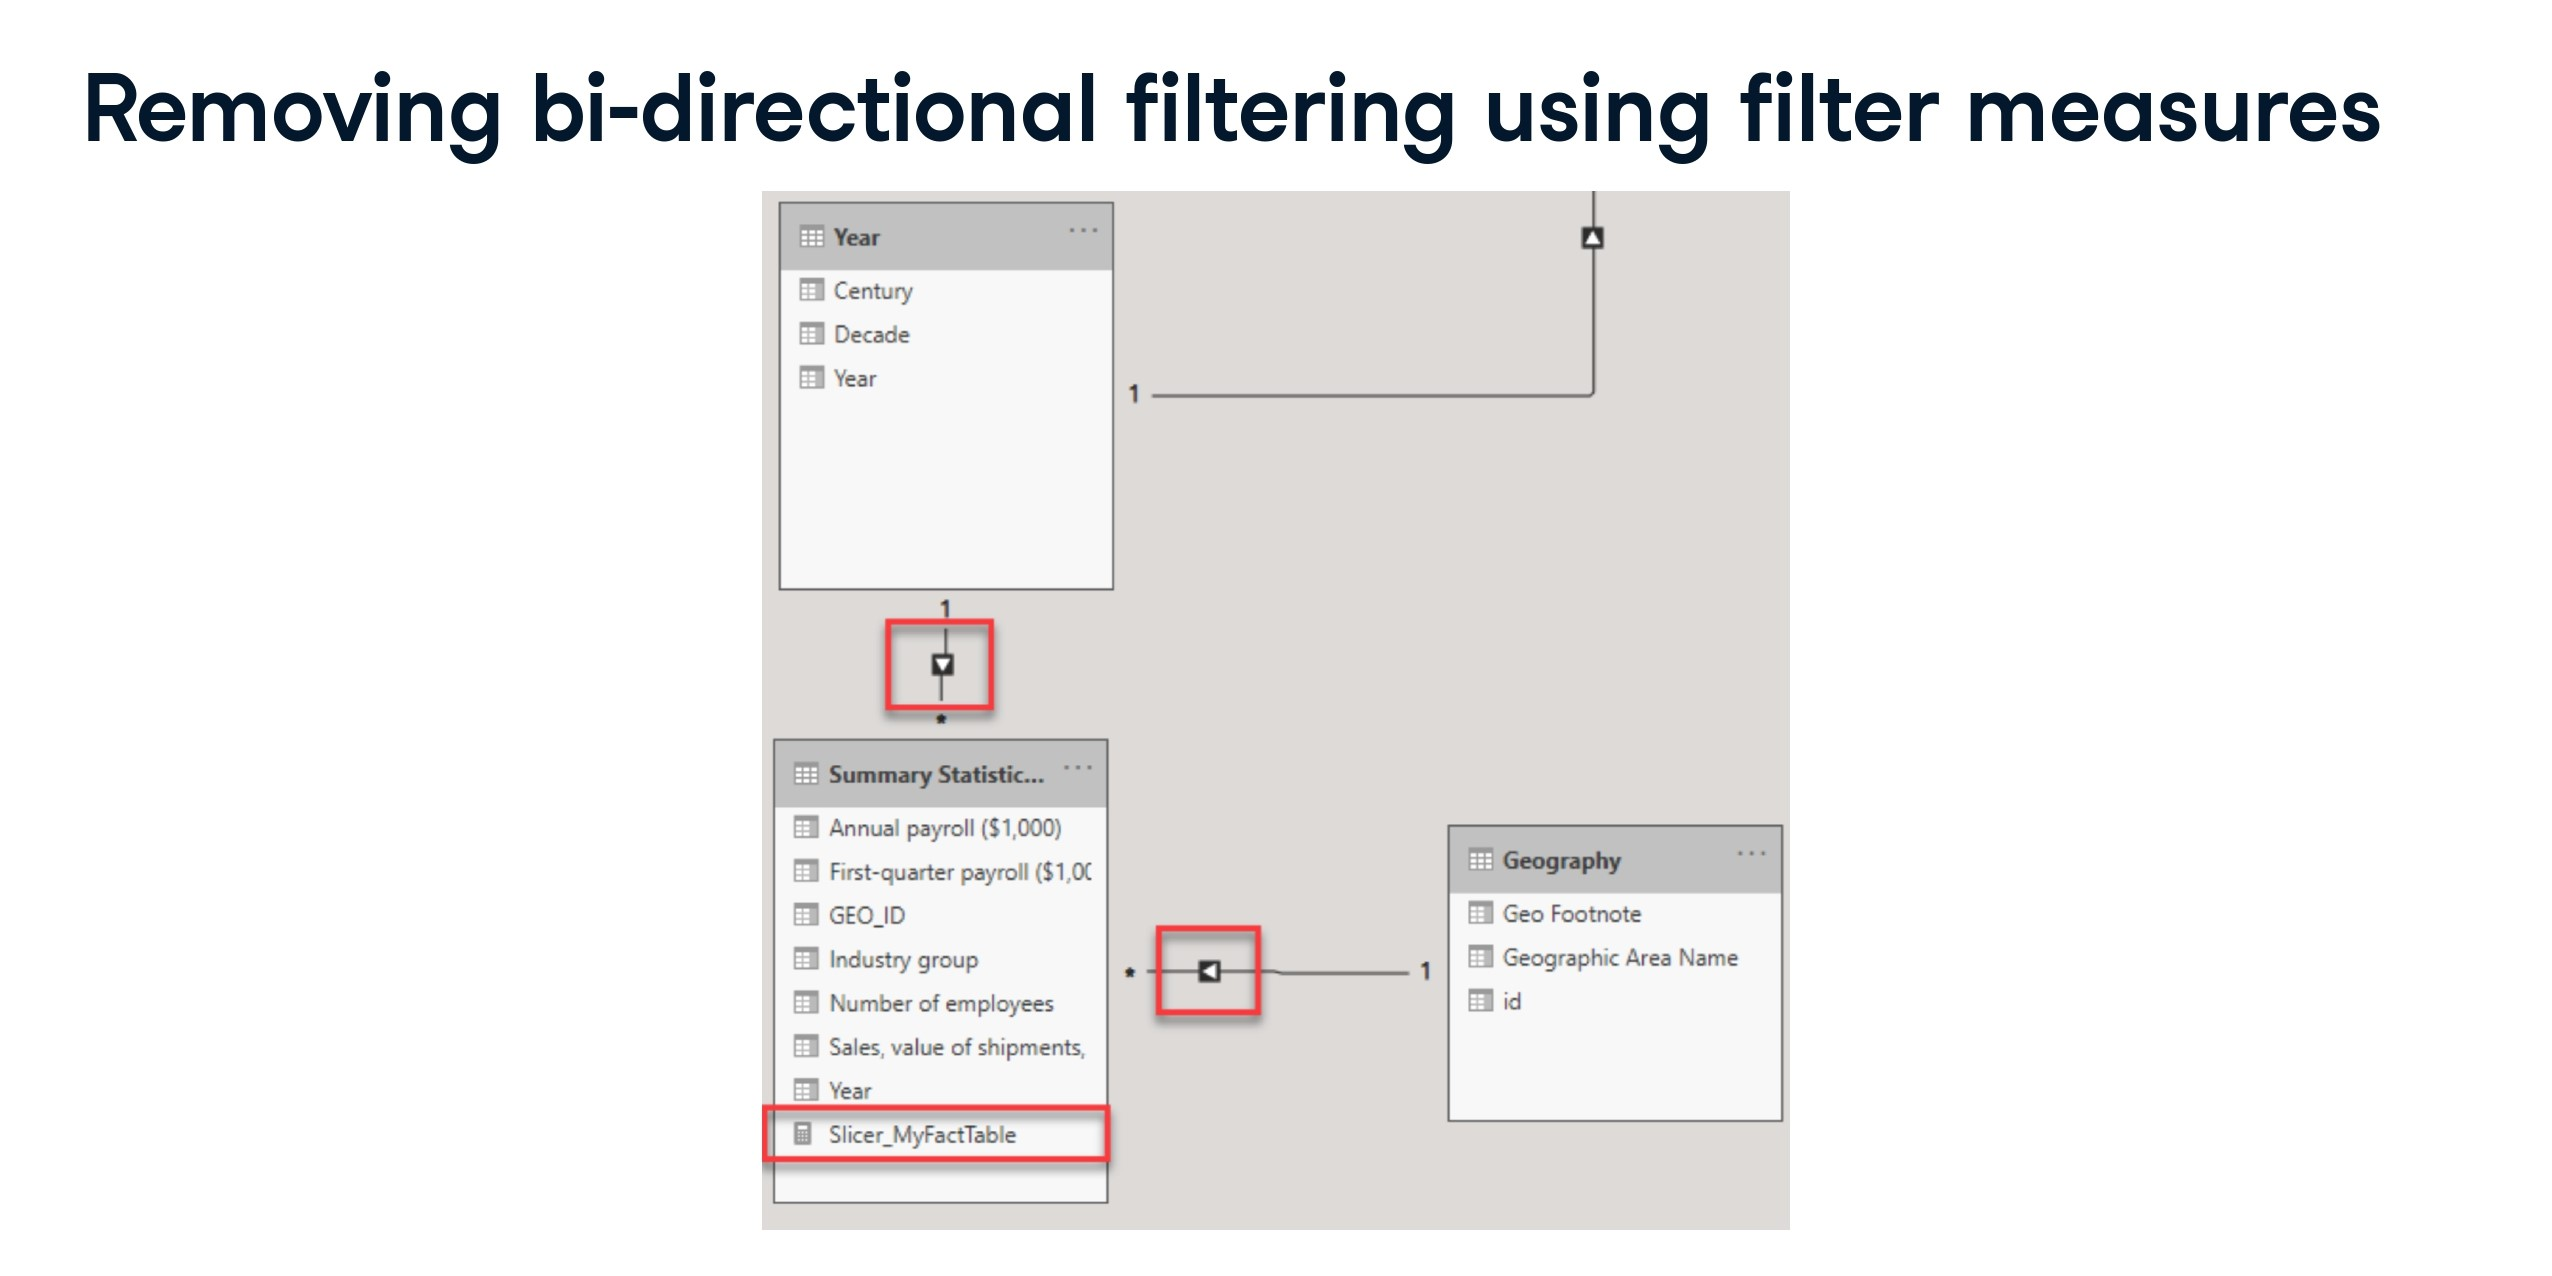 Removing bi-directional filtering using filter measures
Year
Century
Decade
Year
1
1
*
Summary Statistic...
Annual payroll ($1,000)
First-quarter payroll ($1,00
GEO_ID
Industry group
Number of employees
Sales, value of shipments,
Year
Slicer_MyFactTable
*
1
Geography
Geo Footnote
Geographic Area Name
id